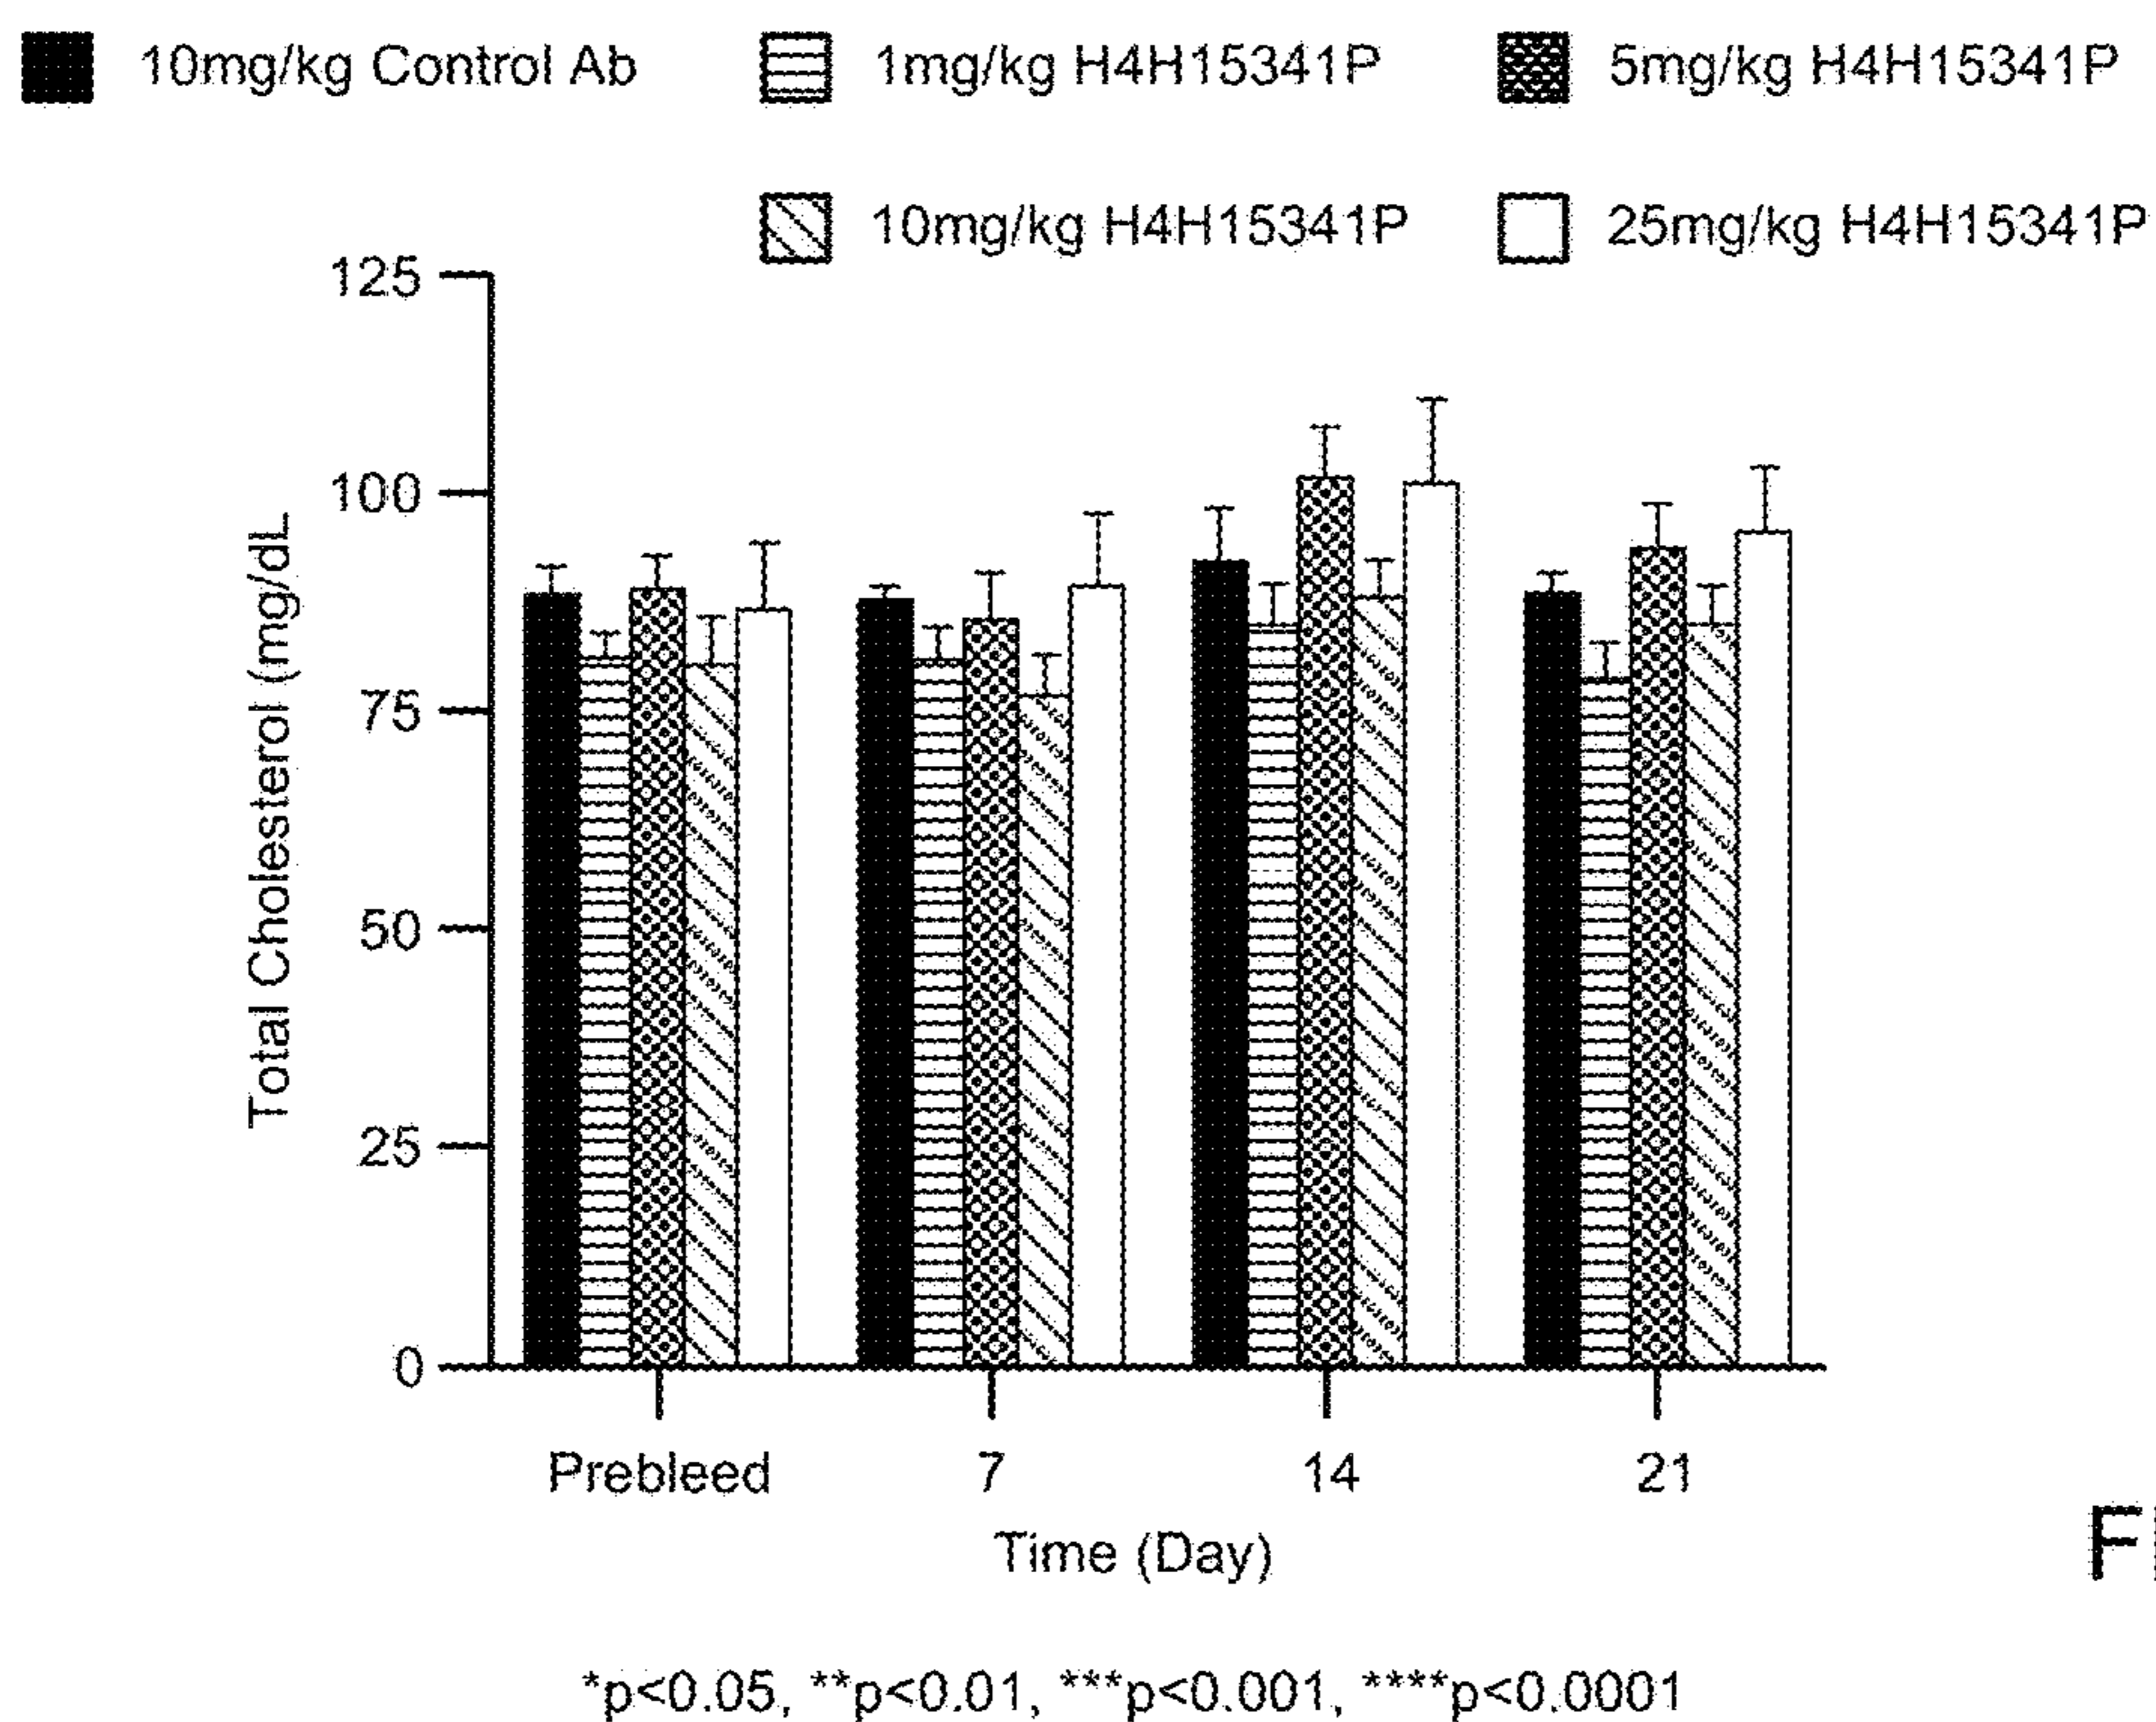 10mg/kg Control Ab
1mg/kg H4H15341P
5mg/kg H4H15341P
10mg/kg H4H15341P
25mg/kg H4H15341P
Total Cholesterol (mg/dL)
125
100
75
50
25
0
Prebleed
7
14
21
Time (Day)
*p<0.05, **p<0.01, ***p<0.001, ****p<0.0001